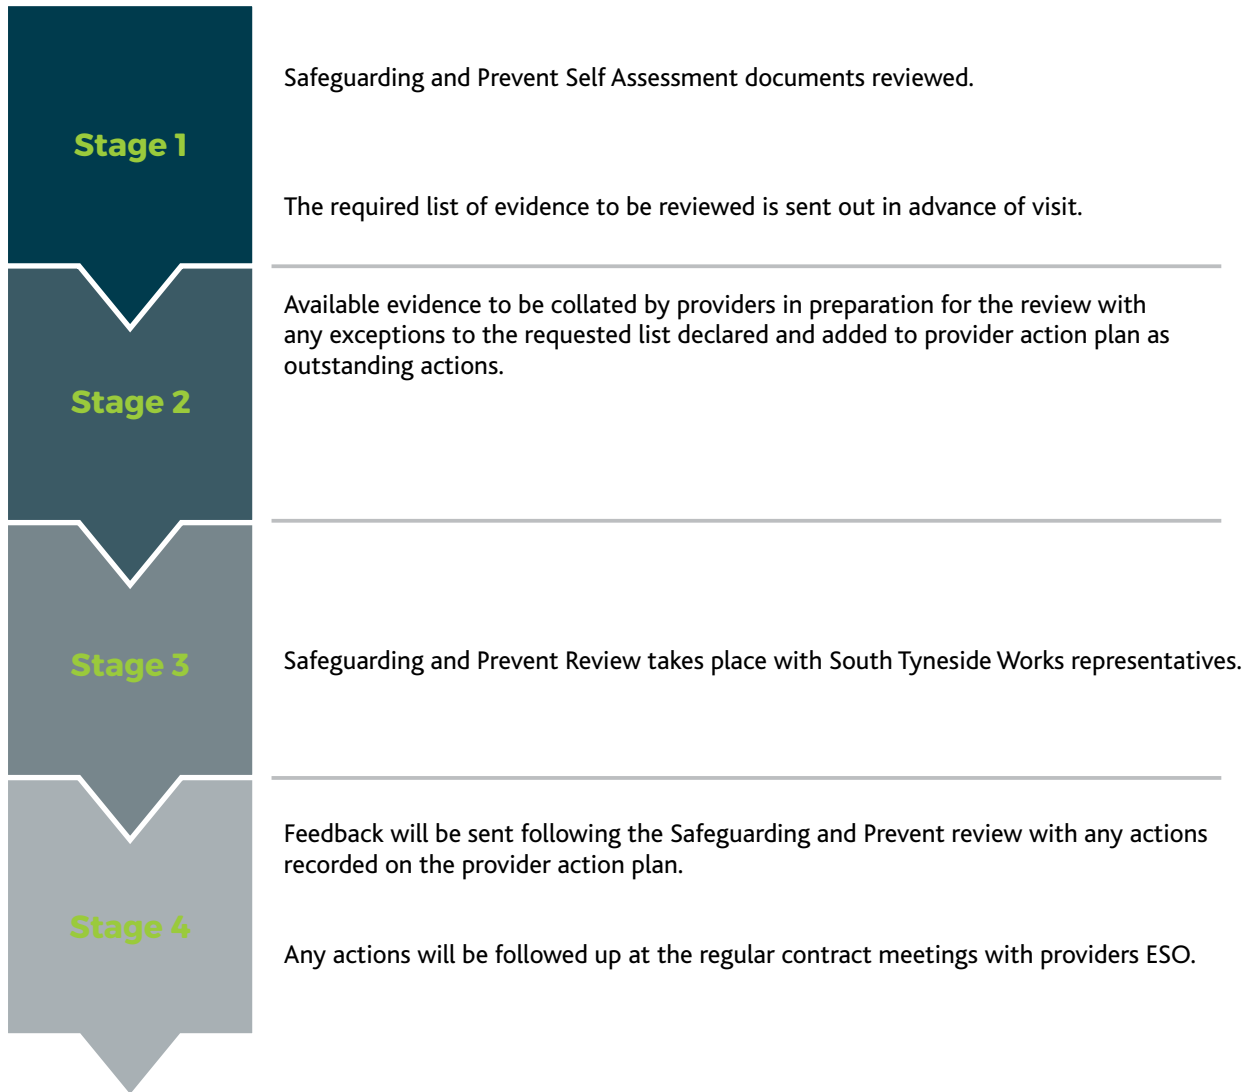 Stage 1
Safeguarding and Prevent Self Assessment documents reviewed.
The required list of evidence to be reviewed is sent out in advance of visit.
Stage 2
Available evidence to be collated by providers in preparation for the review with
any exceptions to the requested list declared and added to provider action plan as
outstanding actions.
Stage 3
Safeguarding and Prevent Review takes place with South Tyneside Works representatives.
Stage 4
Feedback will be sent following the Safeguarding and Prevent review with any actions
recorded on the provider action plan.
Any actions will be followed up at the regular contract meetings with providers ESO.